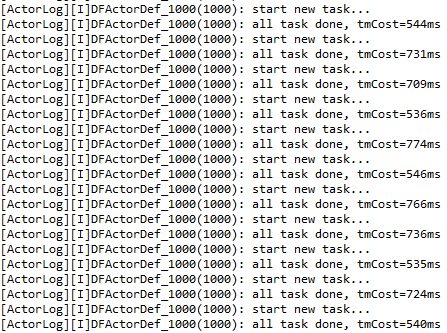 [ActorLog][I]DFActorDef_1000(1000): start new task...
[ActorLog][I]DFActorDef_1000(1000): all task done, tmCost=544ms
[ActorLog][I]DFActorDef_1000(1000): start new task...
[ActorLog][I]DFActorDef_1000(1000): all task done, tmCost=731ms
[ActorLog][I]DFActorDef_1000(1000): start new task...
[ActorLog][I]DFActorDef_1000(1000): all task done, tmCost=709ms
[ActorLog][I]DFActorDef_1000(1000): start new task...
[ActorLog][I]DFActorDef_1000(1000): all task done, tmCost=536ms
[ActorLog][I]DFActorDef_1000(1000): start new task...
[ActorLog][I]DFActorDef_1000(1000): all task done, tmCost=774ms
[ActorLog][I]DFActorDef_1000(1000): start new task...
[ActorLog][I]DFActorDef_1000(1000): all task done, tmCost=546ms
[ActorLog][I]DFActorDef_1000(1000): start new task...
[ActorLog][I]DFActorDef_1000(1000): all task done, tmCost=766ms
[ActorLog][I]DFActorDef_1000(1000): start new task...
[ActorLog][I]DFActorDef_1000(1000): all task done, tmCost=736ms
[ActorLog][I]DFActorDef_1000(1000): start new task...
[ActorLog][I]DFActorDef_1000(1000): all task done, tmCost=535ms
[ActorLog][I]DFActorDef_1000(1000): start new task...
[ActorLog][I]DFActorDef_1000(1000): all task done, tmCost=724ms
[ActorLog][I]DFActorDef_1000(1000): start new task...
[ActorLog][I]DFActorDef_1000(1000): all task done, tmCost=540ms